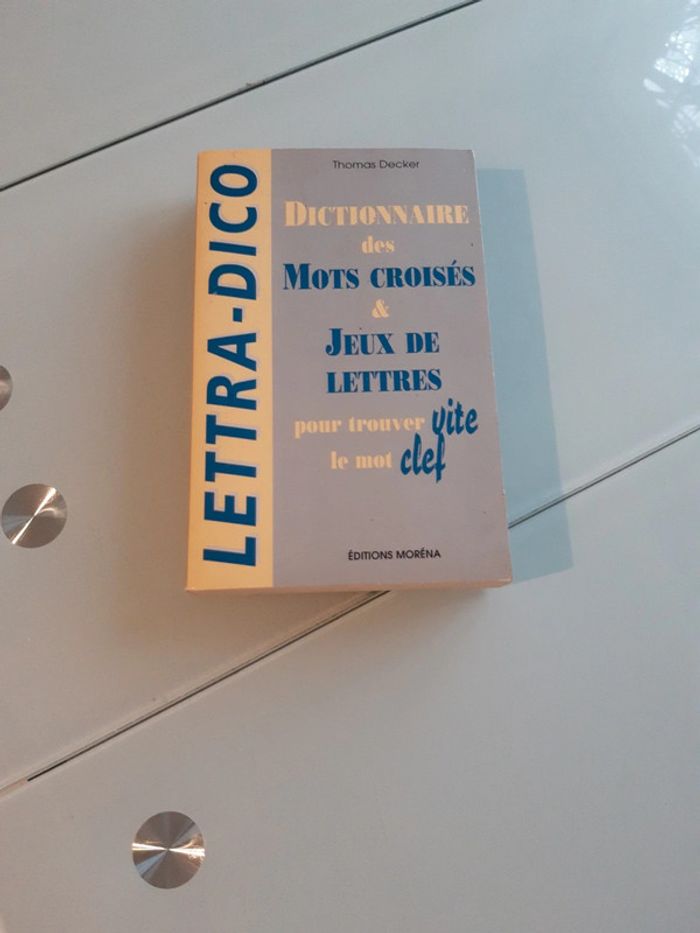 LETTRA-DICO
Thomas Decker
DICTIONNAIRE
des
MOTS CROISÉS
&
JEUX DE
LETTRES
pour trouver vite
le mot clef
ÉDITIONS MORÉNA